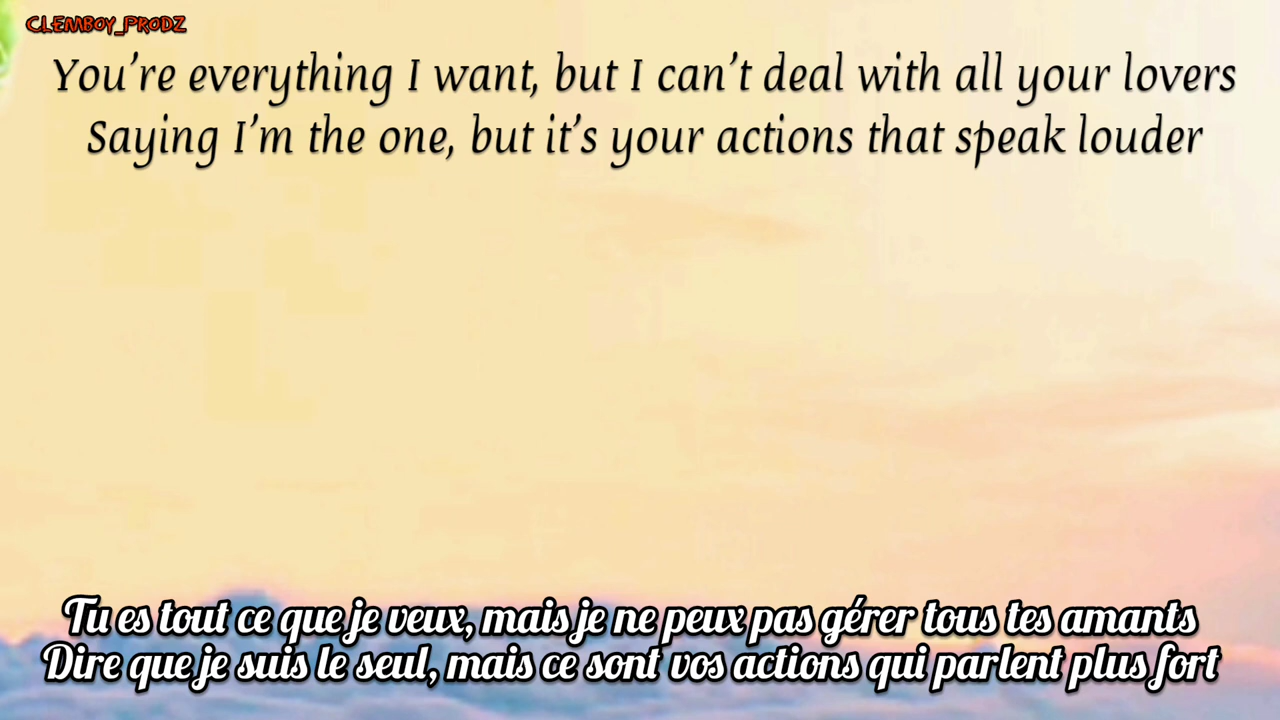 CLEMBOY_PRODZ
You’re everything I want, but I can’t deal with all your lovers
Saying I’m the one, but it’s your actions that speak louder
Tu es tout ce que je veux, mais je ne peux pas gérer tous tes amants
Dire que je suis le seul, mais ce sont vos actions qui parlent plus fort